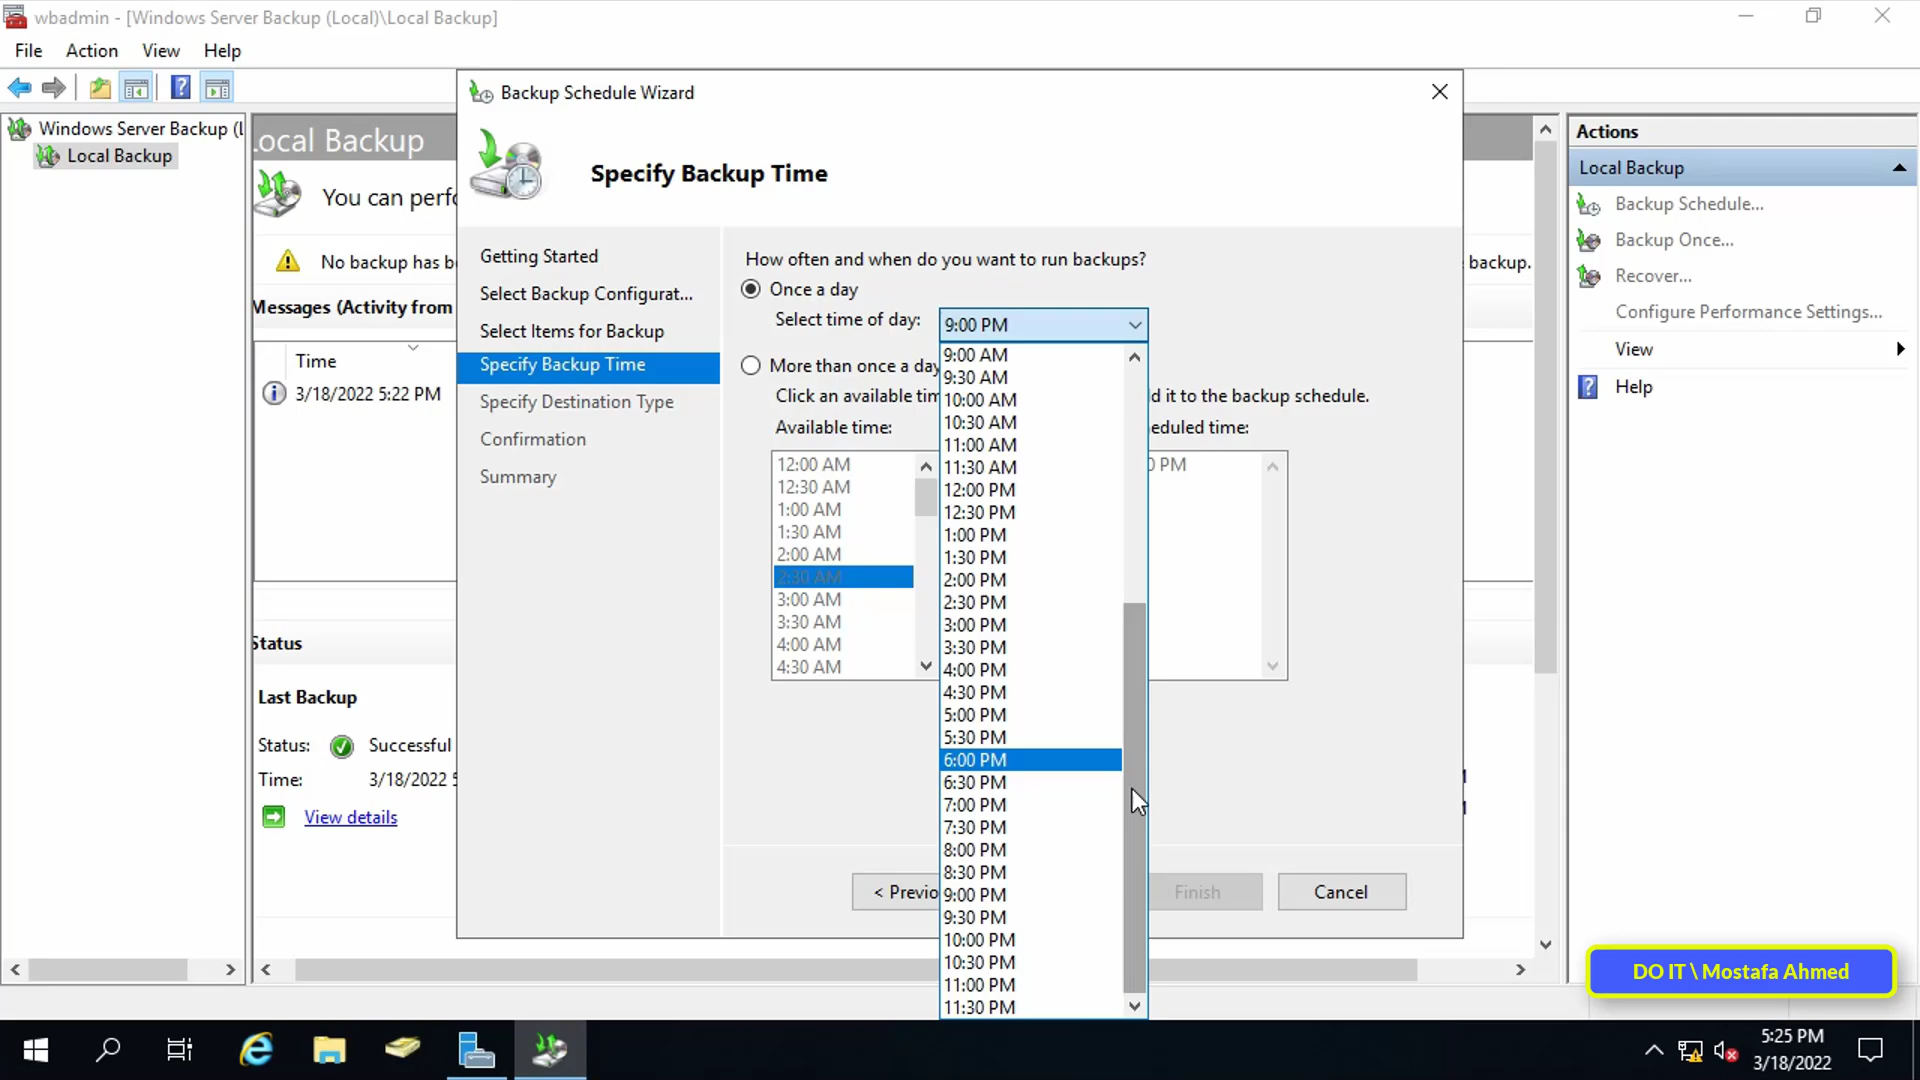 wbadmin - [Windows Server Backup (Local)\Local Backup]
File Action View Help
Windows Server Backup (L
Local Backup
Local Backup
You can perfo
No backup has b
backup.
Messages (Activity from
Time
3/18/2022 5:22 PM
Status
Last Backup
Status: Successful
Time: 3/18/2022 5
View details
Backup Schedule Wizard
Specify Backup Time
Getting Started
Select Backup Configurat...
Select Items for Backup
Specify Backup Time
Specify Destination Type
Confirmation
Summary
How often and when do you want to run backups?
Once a day
Select time of day: 9:00 PM
More than once a day
Click an available tim
d it to the backup schedule.
Available time:
eduled time:
12:00 AM
12:30 AM
1:00 AM
1:30 AM
2:00 AM
2:30 AM
3:00 AM
3:30 AM
4:00 AM
4:30 AM
0 PM
9:00 AM
9:30 AM
10:00 AM
10:30 AM
11:00 AM
11:30 AM
12:00 PM
12:30 PM
1:00 PM
1:30 PM
2:00 PM
2:30 PM
3:00 PM
3:30 PM
4:00 PM
4:30 PM
5:00 PM
5:30 PM
6:00 PM
6:30 PM
7:00 PM
7:30 PM
8:00 PM
8:30 PM
9:00 PM
9:30 PM
10:00 PM
10:30 PM
11:00 PM
11:30 PM
< Previo
Finish
Cancel
Actions
Local Backup
Backup Schedule...
Backup Once...
Recover...
Configure Performance Settings...
View
Help
DO IT \ Mostafa Ahmed
5:25 PM
3/18/2022